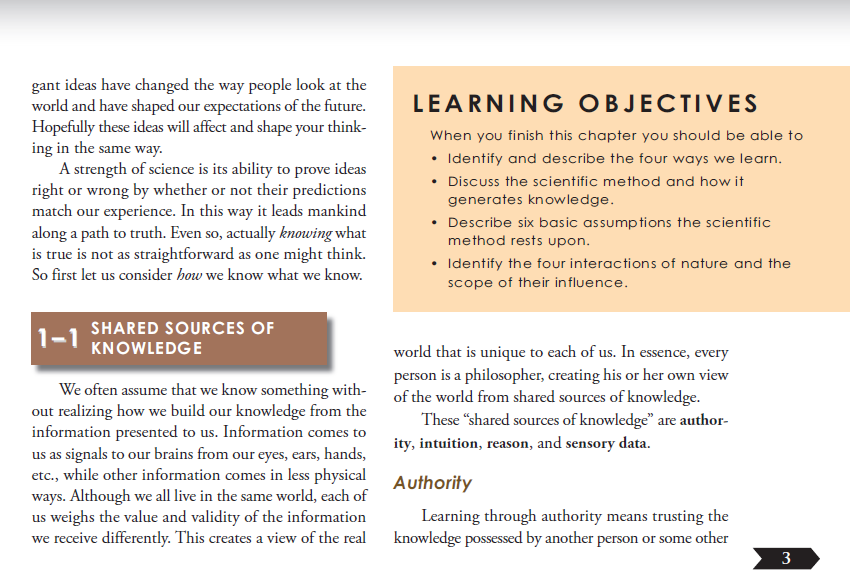 gant ideas have changed the way people look at the
world and have shaped our expectations of the future.
Hopefully these ideas will affect and shape your think-
ing in the same way.
A strength of science is its ability to prove ideas
right or wrong by whether or not their predictions
match our experience. In this way it leads mankind
along a path to truth. Even so, actually knowing what
is true is not as straightforward as one might think.
So first let us consider how we know what we know.
1–1 SHARED SOURCES OF
KNOWLEDGE
We often assume that we know something with-
out realizing how we build our knowledge from the
information presented to us. Information comes to
us as signals to our brains from our eyes, ears, hands,
etc., while other information comes in less physical
ways. Although we all live in the same world, each of
us weighs the value and validity of the information
we receive differently. This creates a view of the real
LEARNING OBJECTIVES
When you finish this chapter you should be able to
• Identify and describe the four ways we learn.
• Discuss the scientific method and how it
generates knowledge.
• Describe six basic assumptions the scientific
method rests upon.
• Identify the four interactions of nature and the
scope of their influence.
world that is unique to each of us. In essence, every
person is a philosopher, creating his or her own view
of the world from shared sources of knowledge.
These “shared sources of knowledge” are author-
ity, intuition, reason, and sensory data.
Authority
Learning through authority means trusting the
knowledge possessed by another person or some other
3